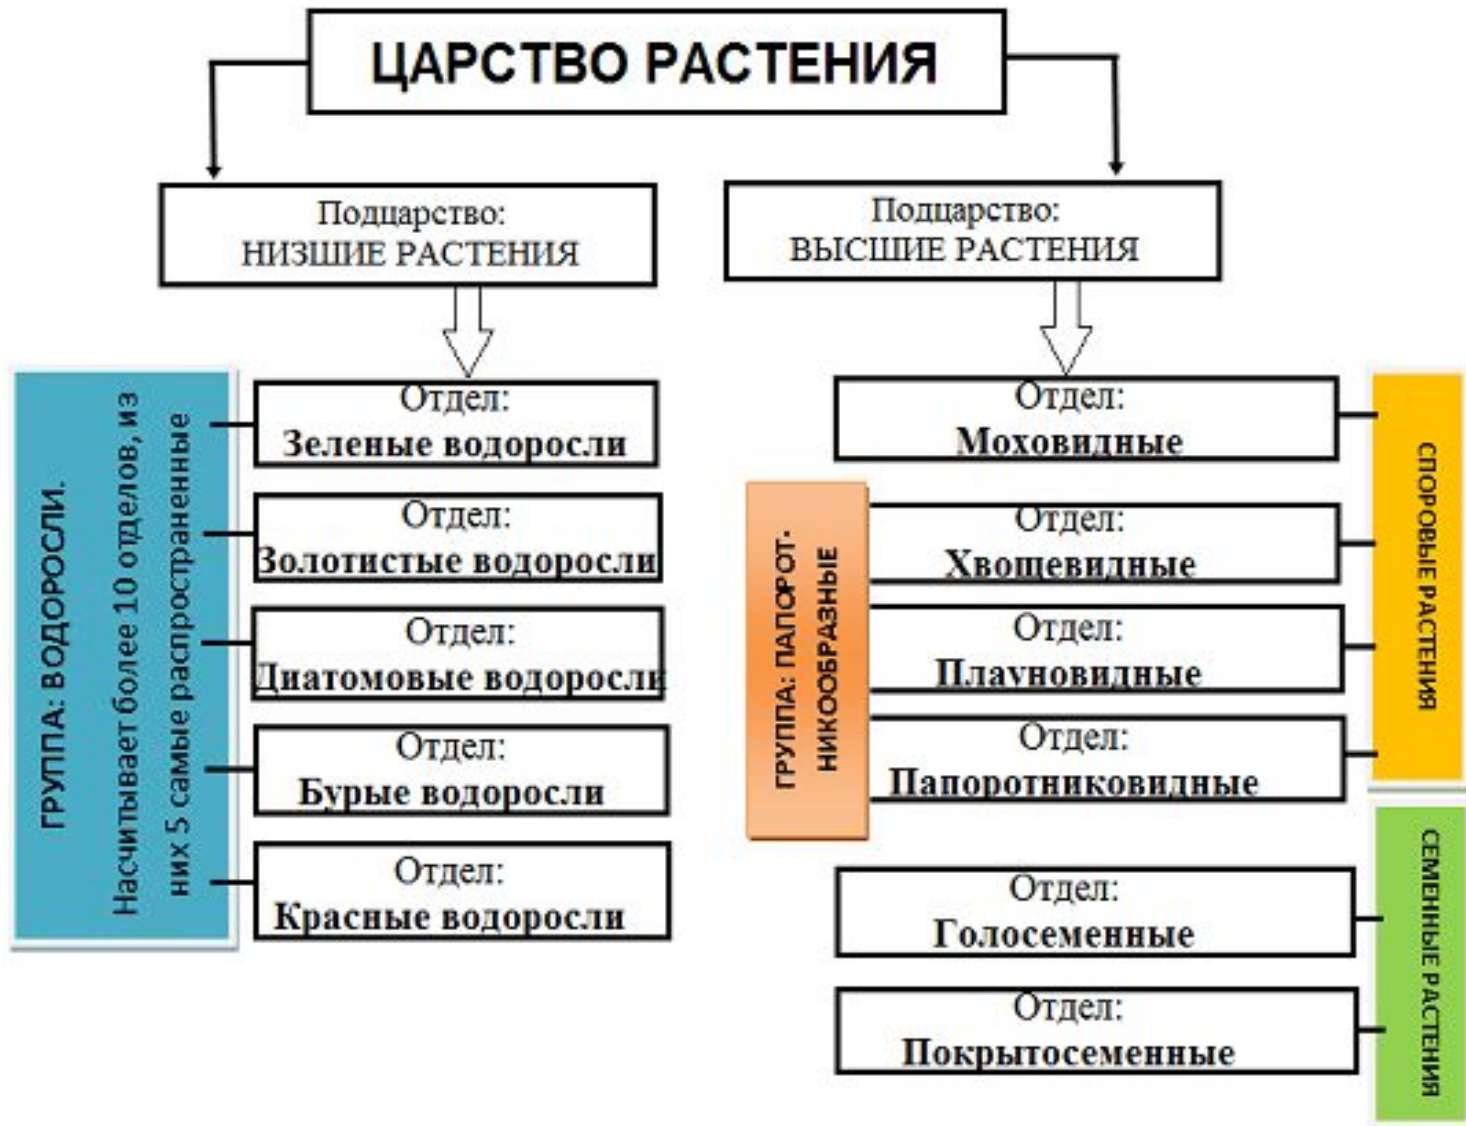 ЦАРСТВО РАСТЕНИЯ
Подцарство:
НИЗШИЕ РАСТЕНИЯ
Подцарство:
ВЫСШИЕ РАСТЕНИЯ
ГРУППА: ВОДОРОСЛИ.
Насчитывает более 10 отделов, из
них 5 самые распространенные
Отдел:
Зеленые водоросли
Отдел:
Золотистые водоросли
Отдел:
Диатомовые водоросли
Отдел:
Бурые водоросли
Отдел:
Красные водоросли
ГРУППА: ПАПОРОТ-
НИКООБРАЗНЫЕ
Отдел:
Моховидные
Отдел:
Хвощевидные
Отдел:
Плауновидные
Отдел:
Папоротниковидные
Отдел:
Голосеменные
Отдел:
Покрытосеменные
СПОРОВЫЕ РАСТЕНИЯ
СЕМЕННЫЕ РАСТЕНИЯ